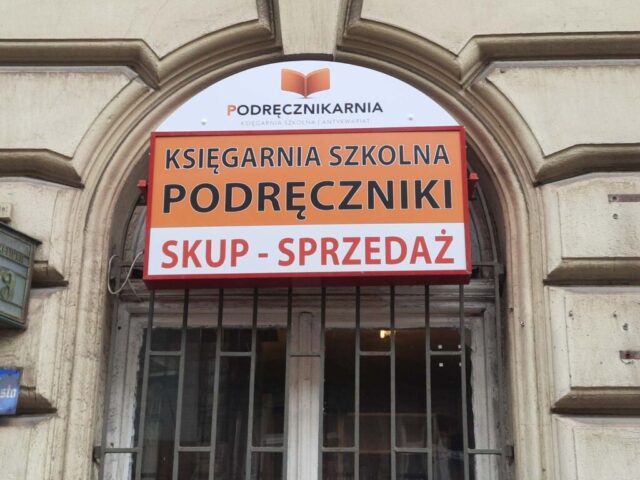 PODRĘCZNIKARNIA
KSIĘGARNIA SZKOLNA | ANTYKWARIAT
KSIĘGARNIA SZKOLNA
PODRĘCZNIKI
SKUP - SPRZEDAŻ